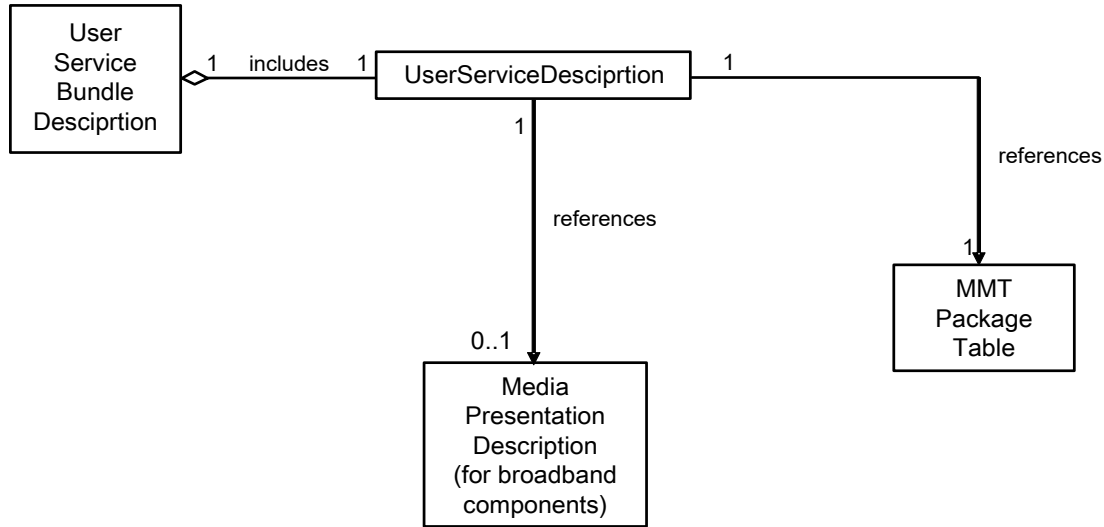 User
Service
Bundle
Desciprtion
1 includes 1
UserServiceDesciprtion
1
1
references
references
0..1
1
MMT
Package
Table
Media
Presentation
Description
(for broadband
components)